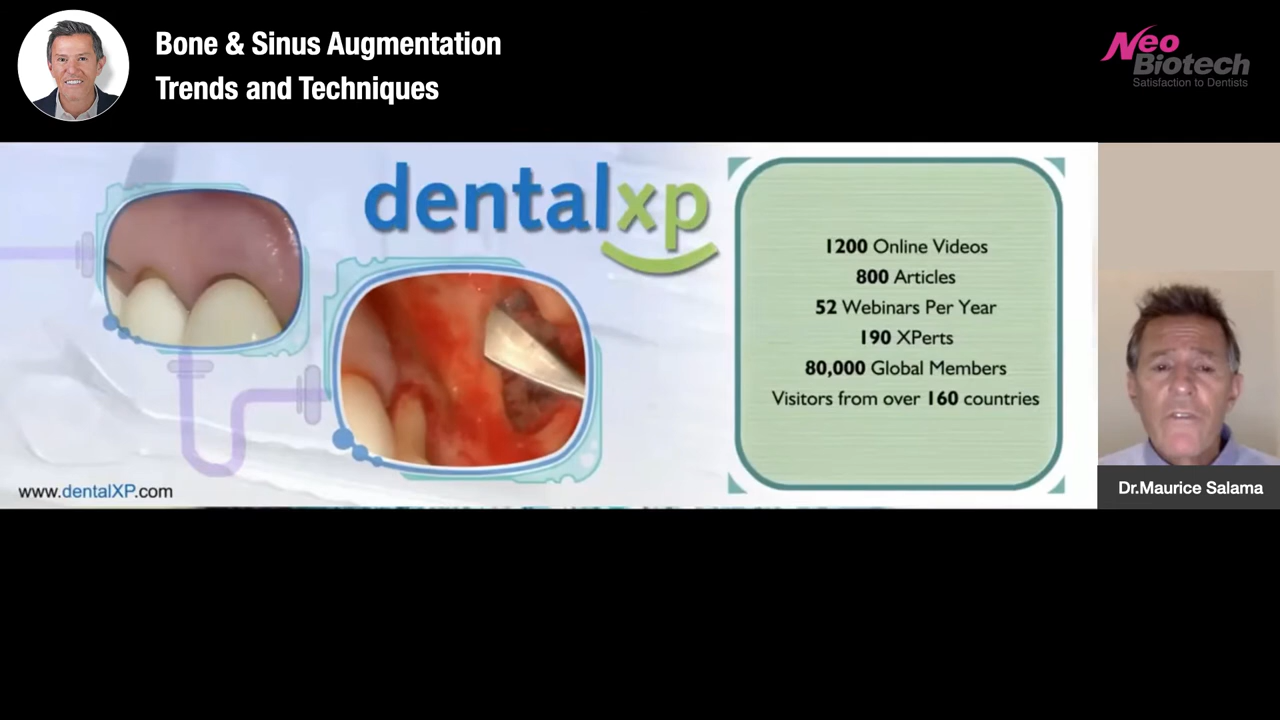 Bone & Sinus Augmentation
Trends and Techniques
Neo
Biotech
Satisfaction to Dentists
dentalxp
1200 Online Videos
800 Articles
52 Webinars Per Year
190 XPerts
80,000 Global Members
Visitors from over 160 countries
www.dentalXP.com
Dr.Maurice Salama